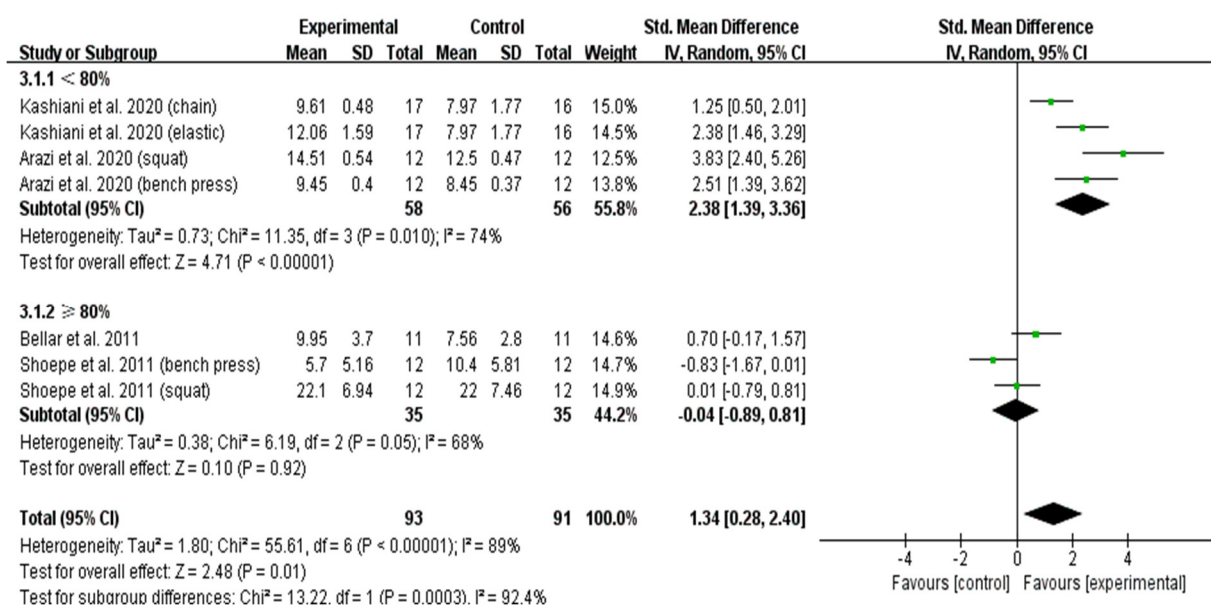 Experimental Control Std. Mean Difference Std. Mean Difference
Study or Subgroup Mean SD Total Mean SD Total Weight IV, Random, 95% CI IV, Random, 95% CI
3.1.1 < 80%
Kashiani et al. 2020 (chain) 9.61 0.48 17 7.97 1.77 16 15.0% 1.25 [0.50, 2.01]
Kashiani et al. 2020 (elastic) 12.06 1.59 17 7.97 1.77 16 14.5% 2.38 [1.46, 3.29]
Arazi et al. 2020 (squat) 14.51 0.54 12 12.5 0.47 12 12.5% 3.83 [2.40, 5.26]
Arazi et al. 2020 (bench press) 9.45 0.4 12 8.45 0.37 12 13.8% 2.51 [1.39, 3.62]
Subtotal (95% CI) 58 56 55.8% 2.38 [1.39, 3.36]
Heterogeneity: Tau² = 0.73; Chi² = 11.35, df = 3 (P = 0.010); I² = 74%
Test for overall effect: Z = 4.71 (P < 0.00001)
3.1.2 ≥ 80%
Bellar et al. 2011 9.95 3.7 11 7.56 2.8 11 14.6% 0.70 [-0.17, 1.57]
Shoepe et al. 2011 (bench press) 5.7 5.16 12 10.4 5.81 12 14.7% -0.83 [-1.67, 0.01]
Shoepe et al. 2011 (squat) 22.1 6.94 12 22 7.46 12 14.9% 0.01 [-0.79, 0.81]
Subtotal (95% CI) 35 35 44.2% -0.04 [-0.89, 0.81]
Heterogeneity: Tau² = 0.38; Chi² = 6.19, df = 2 (P = 0.05); I² = 68%
Test for overall effect: Z = 0.10 (P = 0.92)
Total (95% CI) 93 91 100.0% 1.34 [0.28, 2.40]
Heterogeneity: Tau² = 1.80; Chi² = 55.61, df = 6 (P < 0.00001); I² = 89%
Test for overall effect: Z = 2.48 (P = 0.01)
Test for subgroup differences: Chi² = 13.22, df = 1 (P = 0.0003), I² = 92.4%
-4 -2 0 2 4
Favours [control] Favours [experimental]